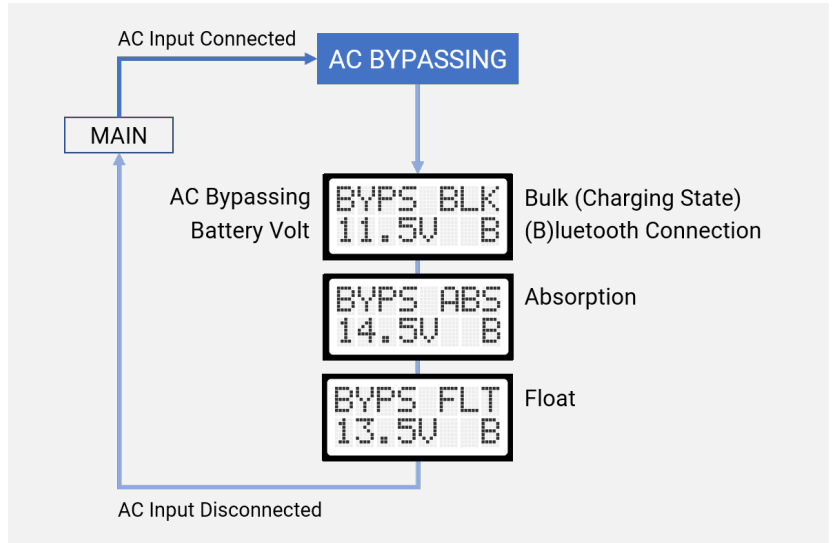 AC Input Connected
AC BYPASSING
MAIN
AC Bypassing
Battery Volt
BYPS BLK
11.5V B
Bulk (Charging State)
(B)luetooth Connection
BYPS ABS
14.5V B
Absorption
BYPS FLT
13.5V B
Float
AC Input Disconnected